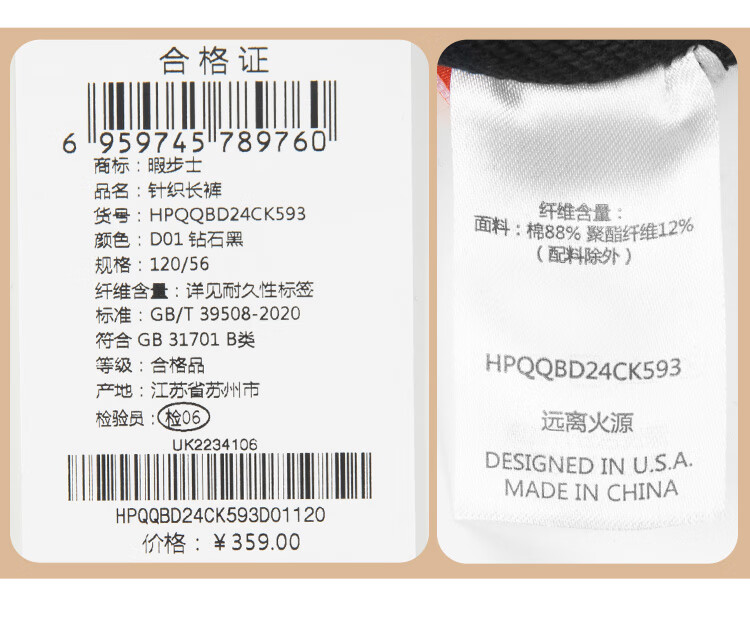 合格证
6 959745 789760
商标：暇步士
品名：针织长裤
货号：HPQQBD24CK593
颜色：D01 钻石黑
规格：120/56
纤维含量：详见耐久性标签
标准：GB/T 39508-2020
符合 GB 31701 B类
等级：合格品
产地：江苏省苏州市
检验员：检06
UK2234106
HPQQBD24CK593D01120
价格：￥359.00
纤维含量：
面料：棉88% 聚酯纤维12%
（配料除外）
HPQQBD24CK593
远离火源
DESIGNED IN U.S.A.
MADE IN CHINA